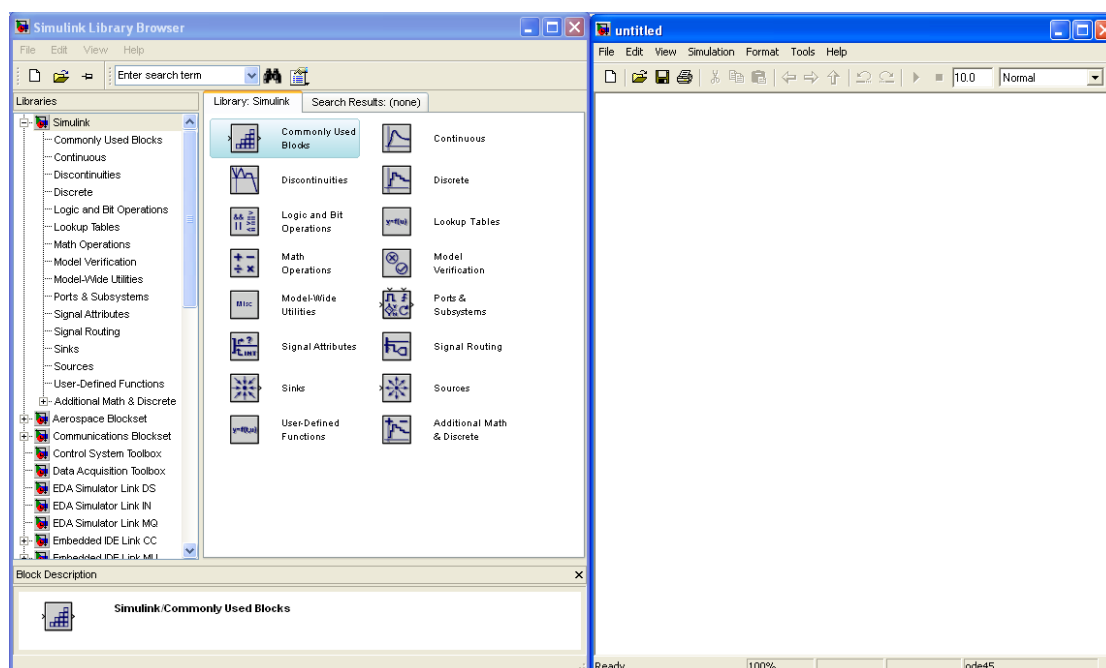 Simulink Library Browser
File Edit View Help
Enter search term
Libraries
Library: Simulink Search Results: (none)
Simulink
Commonly Used Blocks
Continuous
Discontinuities
Discrete
Logic and Bit Operations
Lookup Tables
Math Operations
Model Verification
Model-Wide Utilities
Ports & Subsystems
Signal Attributes
Signal Routing
Sinks
Sources
User-Defined Functions
Additional Math & Discrete
Aerospace Blockset
Communications Blockset
Control System Toolbox
Data Acquisition Toolbox
EDA Simulator Link DS
EDA Simulator Link IN
EDA Simulator Link MQ
Embedded IDE Link CC
Embedded IDE Link MU
Commonly Used
Blocks
Continuous
Discontinuities
Discrete
Logic and Bit
Operations
y=f(u)
Lookup Tables
Math
Operations
Model
Verification
Misc
Model-Wide
Utilities
Ports &
Subsystems
Signal Attributes
Signal Routing
Sinks
Sources
y=f(u)
User-Defined
Functions
Additional Math
& Discrete
Block Description
Simulink/Commonly Used Blocks
untitled
File Edit View Simulation Format Tools Help
10.0 Normal
Ready 100% ode45